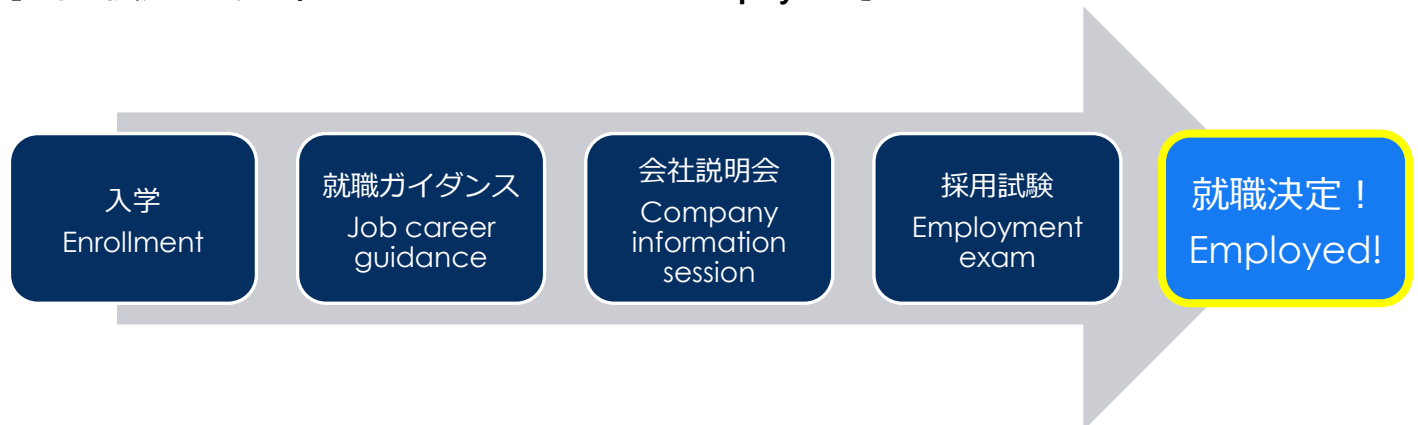 入学
Enrollment
就職ガイダンス
Job career
guidance
会社説明会
Company
information
session
採用試験
Employment
exam
就職決定！
Employed!